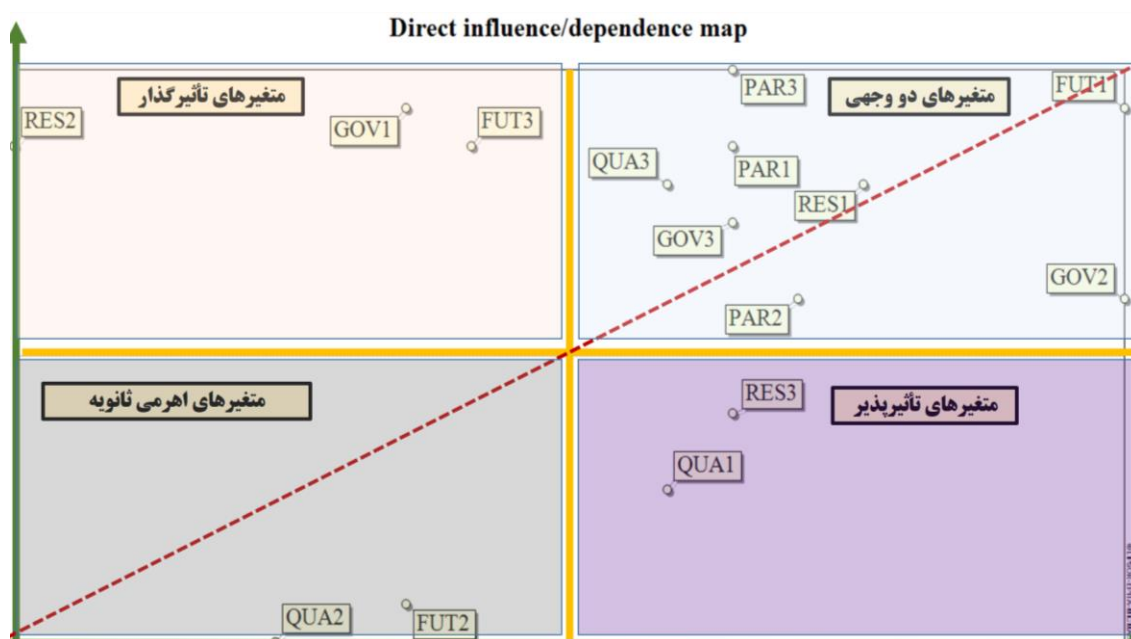 Direct influence/dependence map
متغیرهای تأثیرگذار
متغیرهای دو وجهی
PAR3
FUT1
RES2
GOV1
FUT3
QUA3
PAR1
RES1
GOV3
GOV2
PAR2
متغیرهای اهرمی ثانویه
متغیرهای تأثیرپذیر
RES3
QUA1
QUA2
FUT2